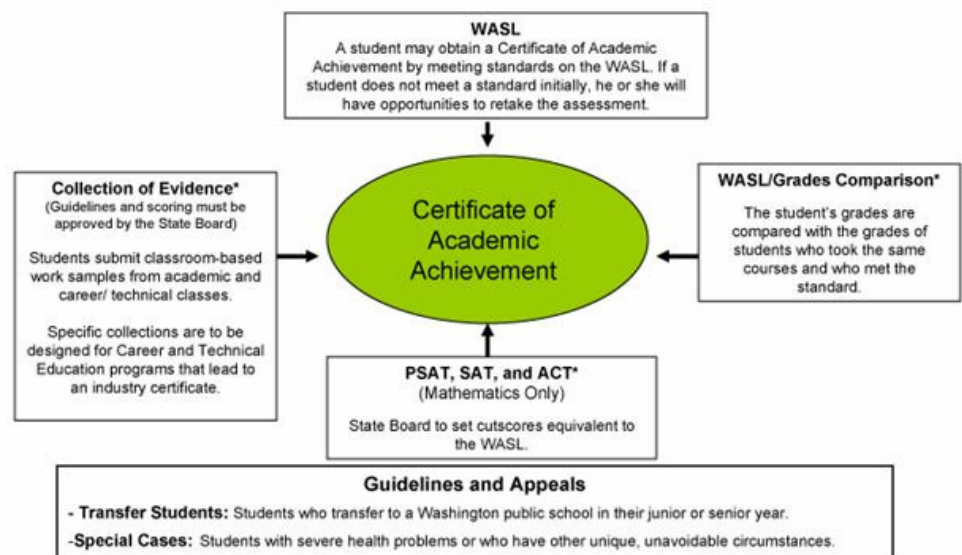 WASL
A student may obtain a Certificate of Academic
Achievement by meeting standards on the WASL. If a
student does not meet a standard initially, he or she will
have opportunities to retake the assessment.
Collection of Evidence*
(Guidelines and scoring must be
approved by the State Board)
Students submit classroom-based
work samples from academic and
career/ technical classes.
Specific collections are to be
designed for Career and Technical
Education programs that lead to
an industry certificate.
Certificate of
Academic
Achievement
WASL/Grades Comparison*
The student's grades are
compared with the grades of
students who took the same
courses and who met the
standard.
PSAT, SAT, and ACT*
(Mathematics Only)
State Board to set cutscores equivalent to
the WASL.
Guidelines and Appeals
- Transfer Students: Students who transfer to a Washington public school in their junior or senior year.
-Special Cases: Students with severe health problems or who have other unique, unavoidable circumstances.